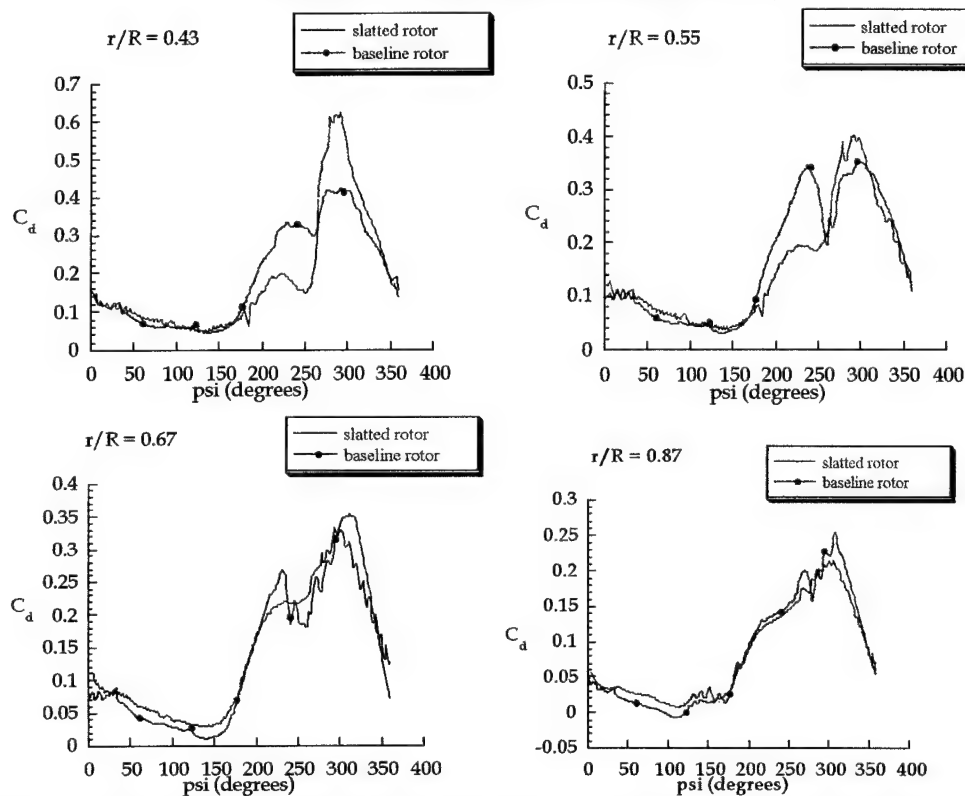 r/R = 0.43
slatted rotor
baseline rotor
0.7
0.6
0.5
0.4
C_d
0.3
0.2
0.1
0
0 50 100 150 200 250 300 350 400
psi (degrees)
r/R = 0.55
slatted rotor
baseline rotor
0.5
0.4
0.3
C_d
0.2
0.1
0
0 50 100 150 200 250 300 350 400
psi (degrees)
r/R = 0.67
slatted rotor
baseline rotor
0.4
0.35
0.3
0.25
C_d
0.2
0.15
0.1
0.05
0
0 50 100 150 200 250 300 350 400
psi (degrees)
r/R = 0.87
slatted rotor
baseline rotor
0.3
0.25
0.2
0.15
C_d
0.1
0.05
0
-0.05
0 50 100 150 200 250 300 350 400
psi (degrees)